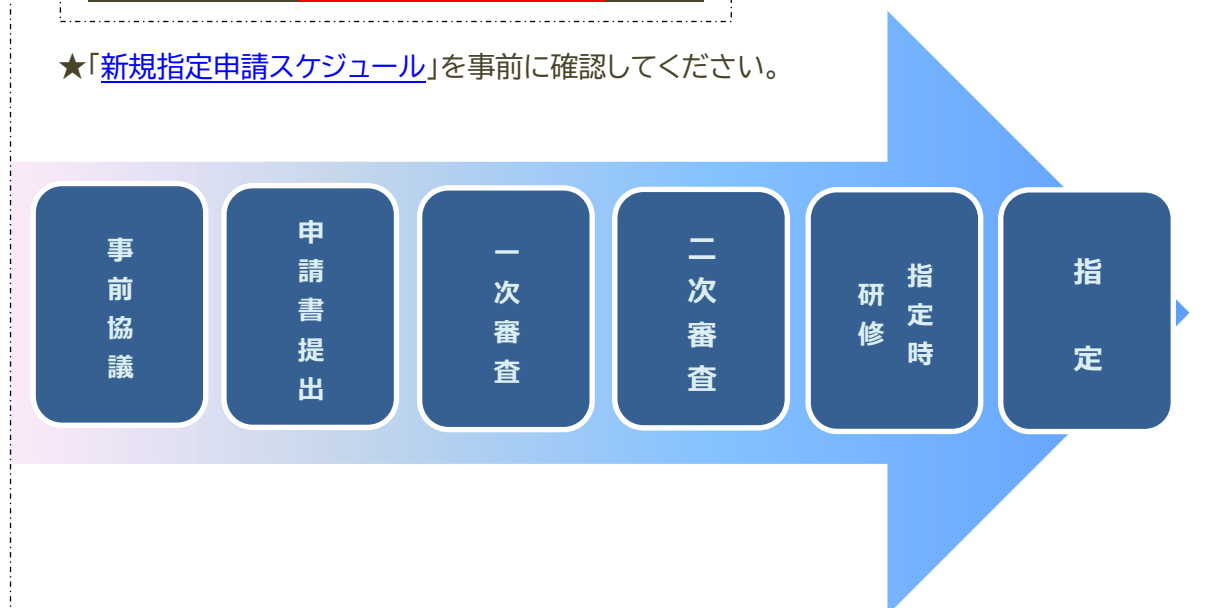 ★「新規指定申請スケジュール」を事前に確認してください。
事前協議
申請書提出
一次審査
二次審査
指定時
研修
指定